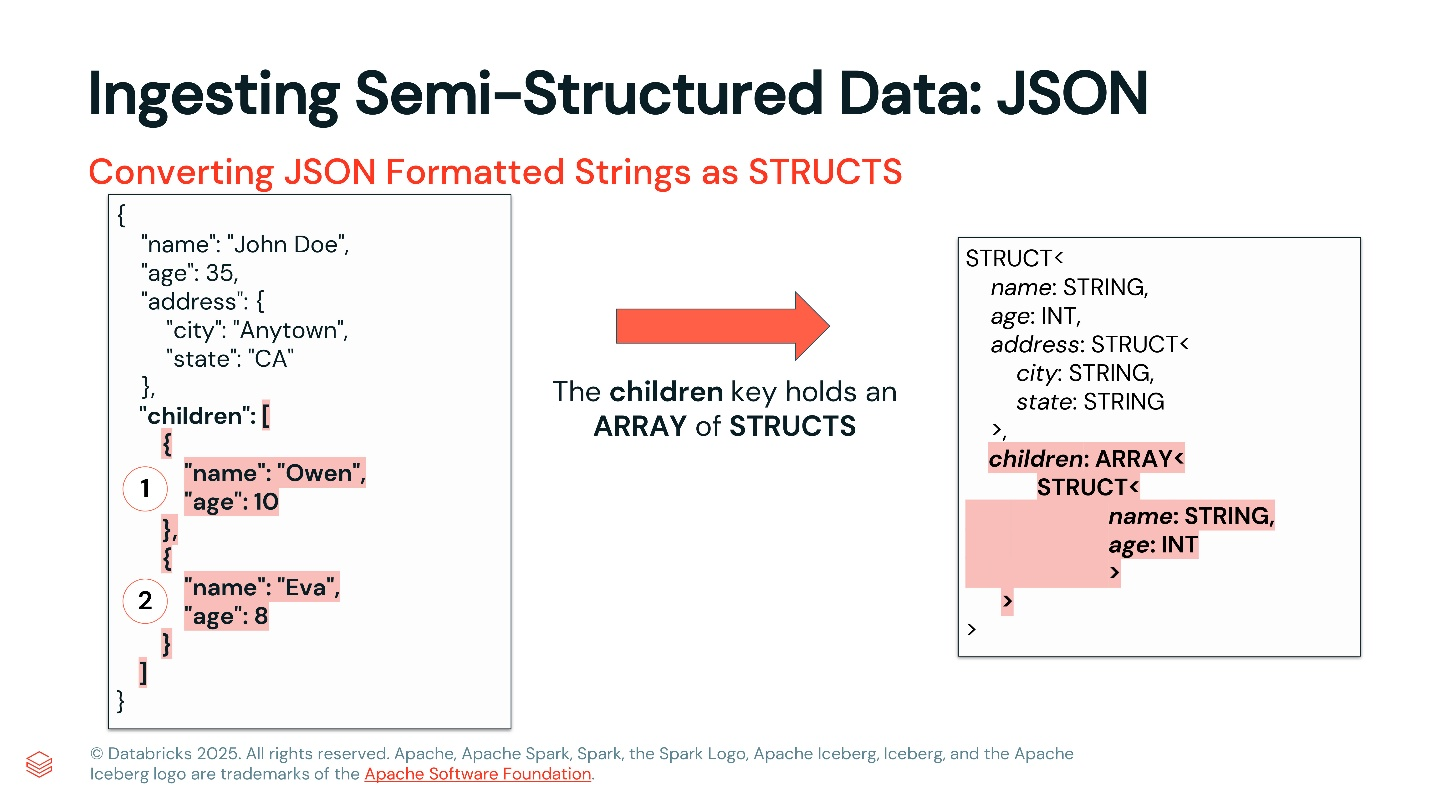 Ingesting Semi-Structured Data: JSON
Converting JSON Formatted Strings as STRUCTS
{
"name": "John Doe",
"age": 35,
"address": {
"city": "Anytown",
"state": "CA"
},
"children": [
{
1
"name": "Owen",
"age": 10
},
{
2
"name": "Eva",
"age": 8
}
]
}
The children key holds an
ARRAY of STRUCTS
STRUCT<
name: STRING,
age: INT,
address: STRUCT<
city: STRING,
state: STRING
>,
children: ARRAY<
STRUCT<
name: STRING,
age: INT
>
>
>
© Databricks 2025. All rights reserved. Apache, Apache Spark, Spark, the Spark Logo, Apache Iceberg, Iceberg, and the Apache
Iceberg logo are trademarks of the Apache Software Foundation.